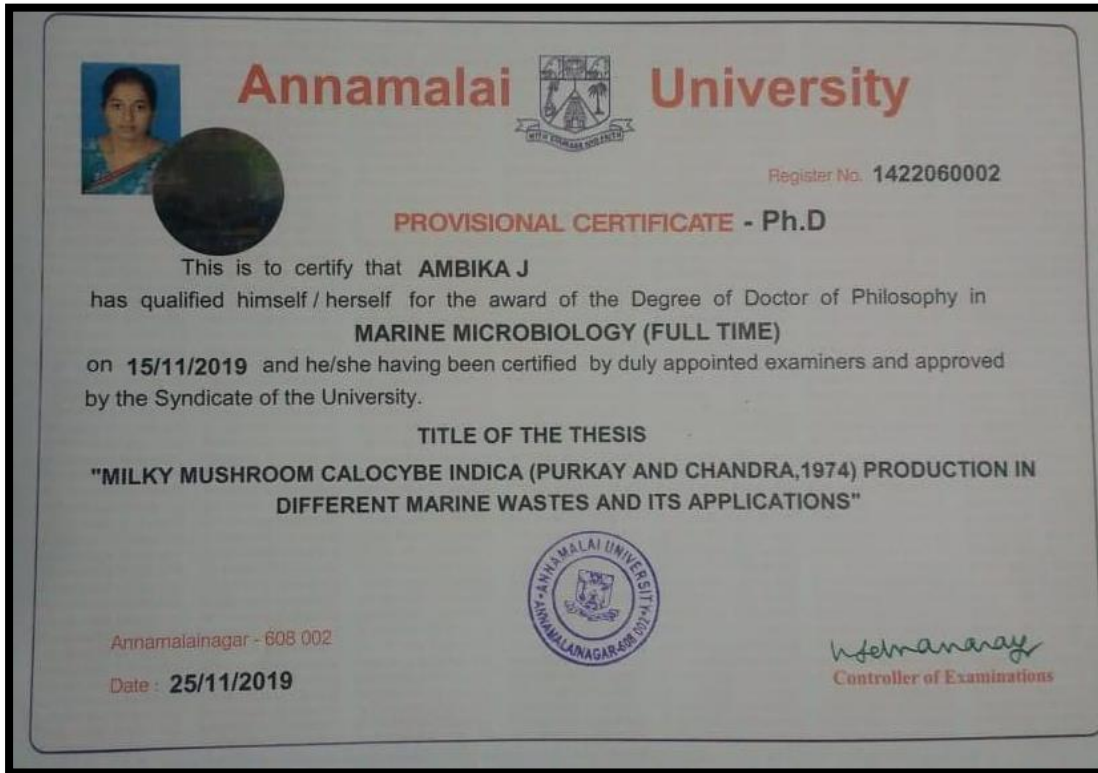 Annamalai University
WITH COURAGE AND FAITH
Register No. 1422060002
PROVISIONAL CERTIFICATE - Ph.D
This is to certify that AMBIKA J
has qualified himself / herself for the award of the Degree of Doctor of Philosophy in
MARINE MICROBIOLOGY (FULL TIME)
on 15/11/2019 and he/she having been certified by duly appointed examiners and approved
by the Syndicate of the University.
TITLE OF THE THESIS
"MILKY MUSHROOM CALOCYBE INDICA (PURKAY AND CHANDRA,1974) PRODUCTION IN
DIFFERENT MARINE WASTES AND ITS APPLICATIONS"
ANNAMALAI UNIVERSITY
ANNAMALAINAGAR-608 002
Annamalainagar - 608 002
Date : 25/11/2019
Controller of Examinations